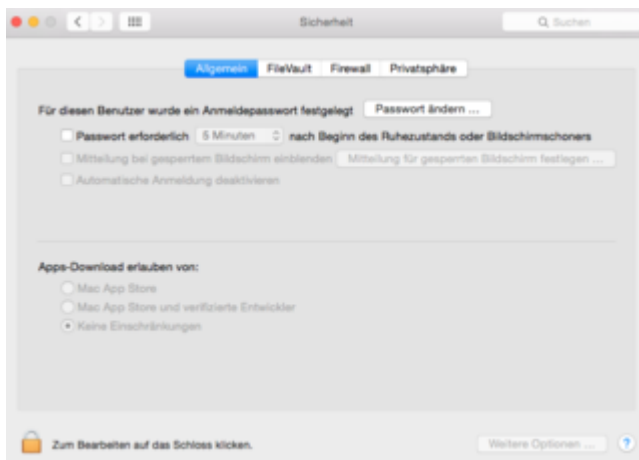 Sicherheit
Suchen
Allgemein FileVault Firewall Privatsphäre
Für diesen Benutzer wurde ein Anmeldepasswort festgelegt Passwort ändern ...
Passwort erforderlich 5 Minuten nach Beginn des Ruhezustands oder Bildschirmschoners
Mitteilung bei gesperrtem Bildschirm einblenden Mitteilung für gesperrten Bildschirm festlegen ...
Automatische Anmeldung deaktivieren
Apps-Download erlauben von:
Mac App Store
Mac App Store und verifizierte Entwickler
Keine Einschränkungen
Zum Bearbeiten auf das Schloss klicken.
Weitere Optionen ... ?